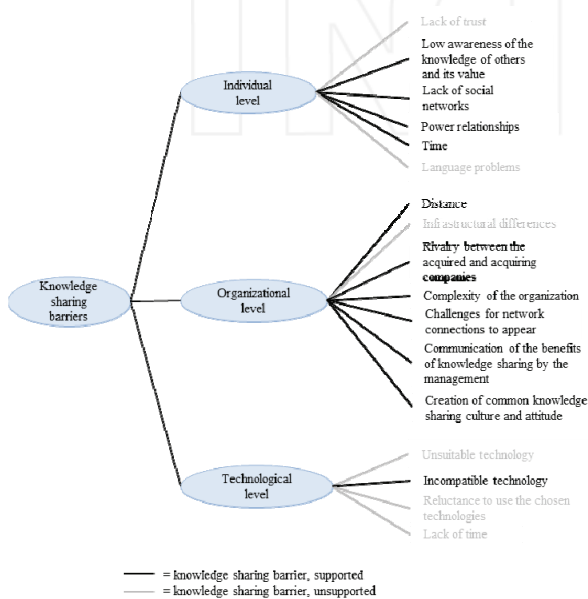 Lack of trust
Low awareness of the
knowledge of others
and its value
Individual
level
Lack of social
networks
Power relationships
Time
Language problems
Distance
Infrastructural differences
Rivalry between the
acquired and acquiring
companies
Knowledge
sharing
barriers
Organizational
level
Complexity of the organization
Challenges for network
connections to appear
Communication of the benefits
of knowledge sharing by the
management
Creation of common knowledge
sharing culture and attitude
Unsuitable technology
Technological
level
Incompatible technology
Reluctance to use the chosen
technologies
Lack of time
= knowledge sharing barrier, supported
= knowledge sharing barrier, unsupported